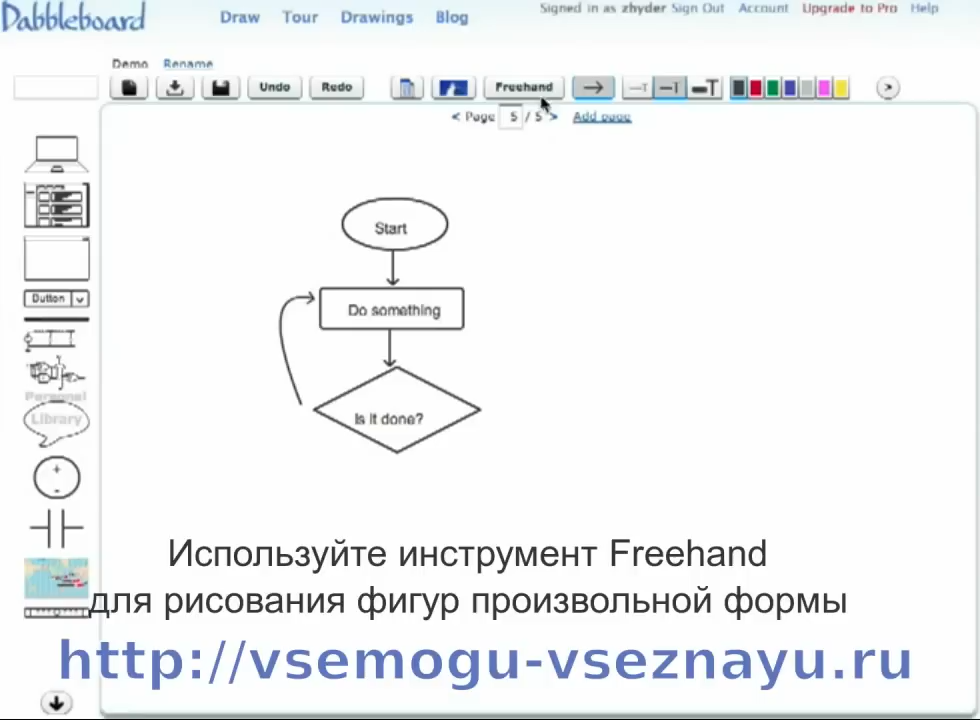 Dabbleboard
Draw Tour Drawings Blog
Signed in as zhyder Sign Out Account Upgrade to Pro Help
Demo Rename
Undo Redo Freehand
T T T
< Page 5 / 5 > Add page
Start
Do something
Is it done?
Button
Personal
Library
Используйте инструмент Freehand
для рисования фигур произвольной формы
http://vsemogu-vseznayu.ru